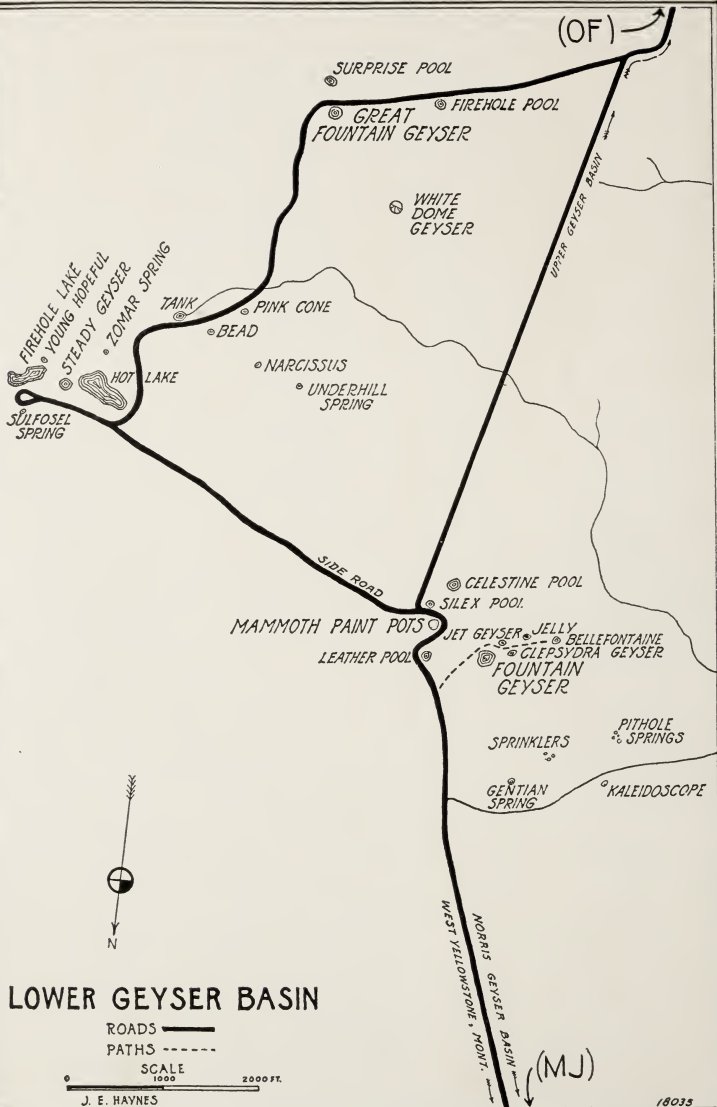 (OF)
SURPRISE POOL
FIREHOLE POOL
GREAT
FOUNTAIN GEYSER
UPPER GEYSER BASIN
WHITE
DOME
GEYSER
FIREHOLE LAKE
YOUNG HOPEFUL
STEADY GEYSER
ZOMAR SPRING
TANK
PINK CONE
BEAD
HOT LAKE
NARCISSUS
UNDERHILL
SPRING
SULFOSEL
SPRING
SIDE ROAD
CELESTINE POOL
SILEX POOL
MAMMOTH PAINT POTS
JET GEYSER
JELLY
BELLEFONTAINE
CLEPSYDRA GEYSER
LEATHER POOL
FOUNTAIN
GEYSER
SPRINKLERS
PITHOLE
SPRINGS
GENTIAN
SPRING
KALEIDOSCOPE
N
NORRIS GEYSER BASIN
WEST YELLOWSTONE, MONT.
(MJ)
LOWER GEYSER BASIN
ROADS
PATHS
SCALE
0 1000 2000 FT.
J. E. HAYNES
18035